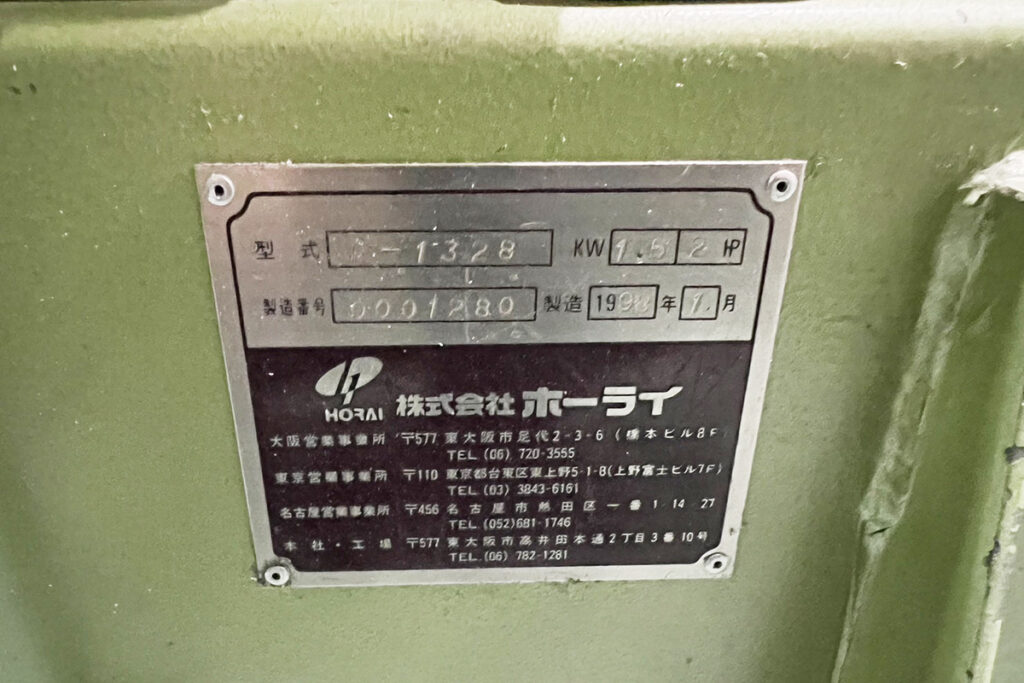 型式 -1328 KW 1.5 2 HP
製造番号 0001280 製造 199 年 1.月
HORAI 株式会社 ホーライ
大阪営業事業所 〒577 東大阪市足代2-3-6(橋本ビル8F
TEL (06) 720-3555
東京営業事業所 〒110 東京都台東区東上野5-1-8(上野富士ビル7F)
TEL (03) 3843-6161
名古屋営業事業所 〒456 名古屋市熱田区一番1-14-27
TEL. (052)681-1746
本社・工場 〒577 東大阪市高井田本通2丁目3番10号
TEL. (06) 782-1281